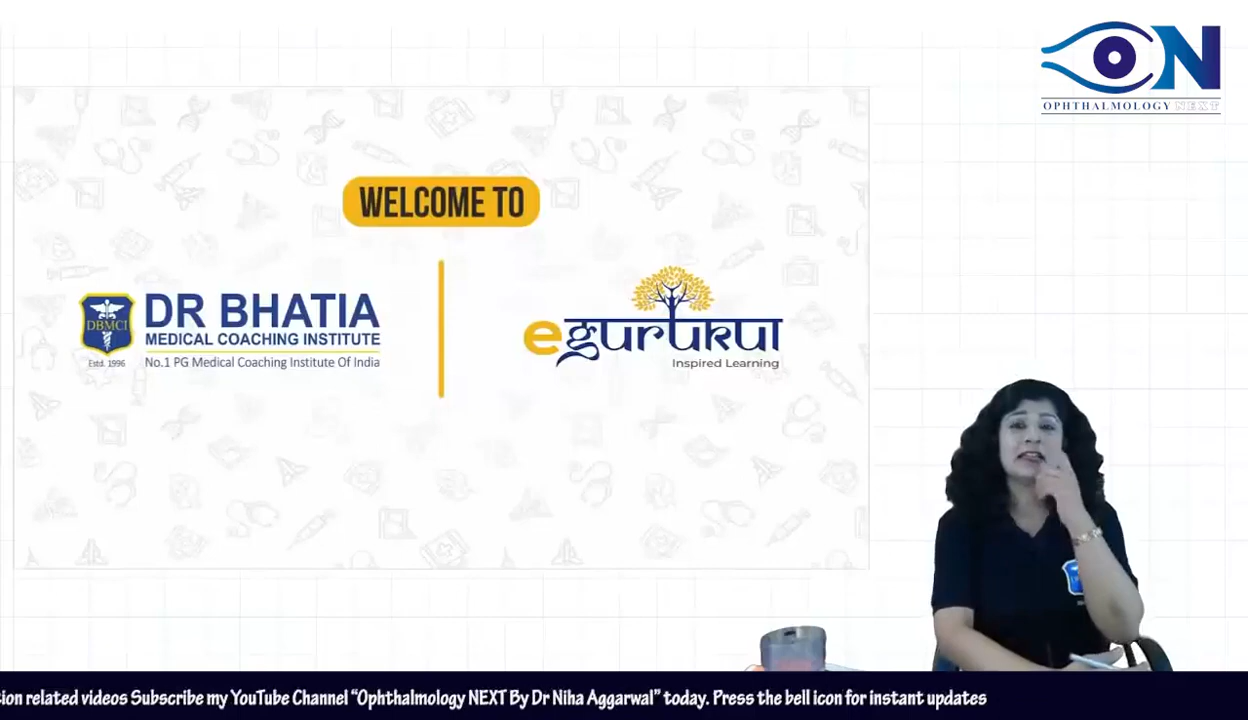 ON
OPHTHALMOLOGY NEXT
WELCOME TO
DBMCI
Estd. 1996
DR BHATIA
MEDICAL COACHING INSTITUTE
No.1 PG Medical Coaching Institute Of India
egurukul
Inspired Learning
tion related videos Subscribe my YouTube Channel “Ophthalmology NEXT By Dr Niha Aggarwal” today. Press the bell icon for instant updates